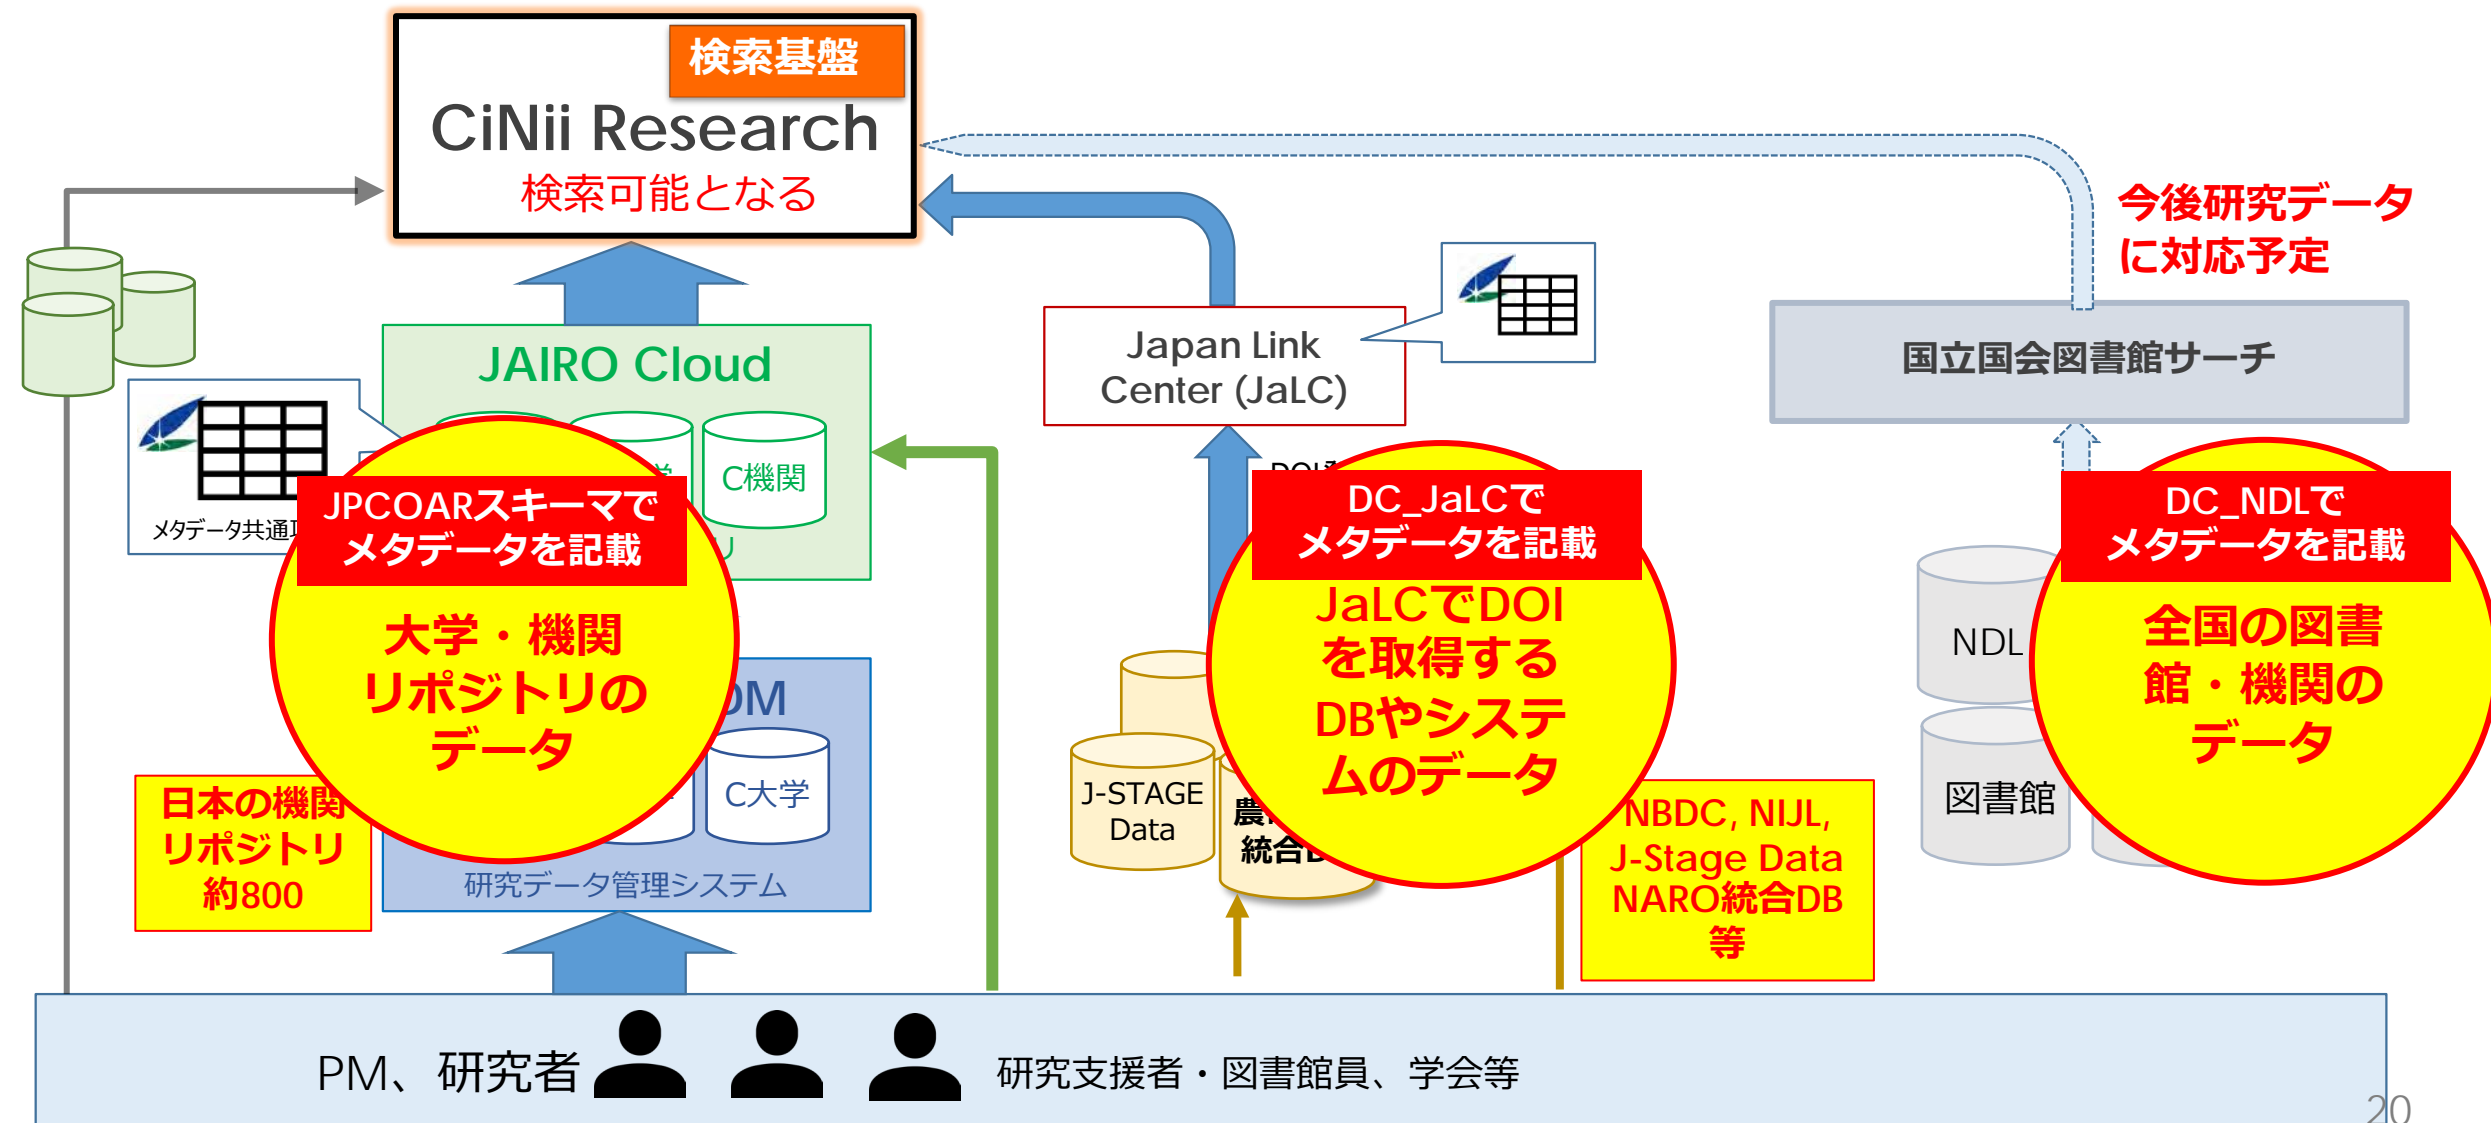 検索基盤
CiNii Research
検索可能となる
今後研究データ
に対応予定
JAIRO Cloud
Japan Link
Center (JaLC)
国立国会図書館サーチ
C機関
メタデータ共通
JPCOARスキーマで
メタデータを記載
大学・機関
リポジトリの
データ
DC_JaLCで
メタデータを記載
JaLCでDOI
を取得する
DBやシステ
ムのデータ
DC_NDLで
メタデータを記載
全国の図書
館・機関の
データ
NDL
図書館
C大学
研究データ管理システム
日本の機関
リポジトリ
約800
J-STAGE
Data
統合
NBDC, NIJL,
J-Stage Data
NARO統合DB
等
PM、研究者
研究支援者・図書館員、学会等
20